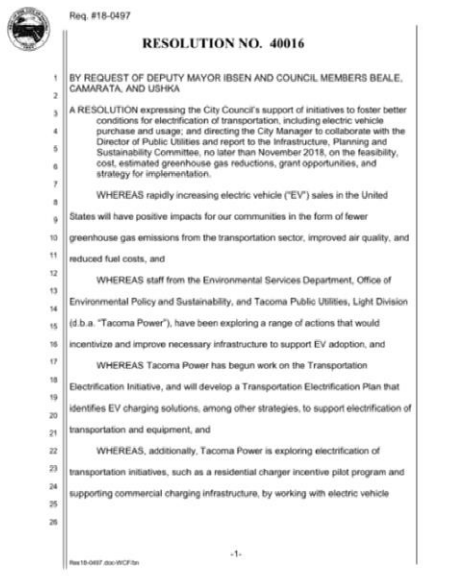 Req. #18-0497
RESOLUTION NO. 40016
1 BY REQUEST OF DEPUTY MAYOR IBSEN AND COUNCIL MEMBERS BEALE,
2 CAMARATA, AND USHKA
3 A RESOLUTION expressing the City Council's support of initiatives to foster better
4 conditions for electrification of transportation, including electric vehicle
purchase and usage; and directing the City Manager to collaborate with the
5 Director of Public Utilities and report to the Infrastructure, Planning and
Sustainability Committee, no later than November 2018, on the feasibility,
6 cost, estimated greenhouse gas reductions, grant opportunities, and
strategy for implementation.
7
8 WHEREAS rapidly increasing electric vehicle ("EV") sales in the United
9 States will have positive impacts for our communities in the form of fewer
10 greenhouse gas emissions from the transportation sector, improved air quality, and
11 reduced fuel costs, and
12
13 WHEREAS staff from the Environmental Services Department, Office of
14 Environmental Policy and Sustainability, and Tacoma Public Utilities, Light Division
15 (d.b.a. "Tacoma Power"), have been exploring a range of actions that would
16 incentivize and improve necessary infrastructure to support EV adoption, and
17 WHEREAS Tacoma Power has begun work on the Transportation
18 Electrification Initiative, and will develop a Transportation Electrification Plan that
19
20 identifies EV charging solutions, among other strategies, to support electrification of
21 transportation and equipment, and
22 WHEREAS, additionally, Tacoma Power is exploring electrification of
23 transportation initiatives, such as a residential charger incentive pilot program and
24
25 supporting commercial charging infrastructure, by working with electric vehicle
26
-1-
Res18-0497.doc-WCF/bn